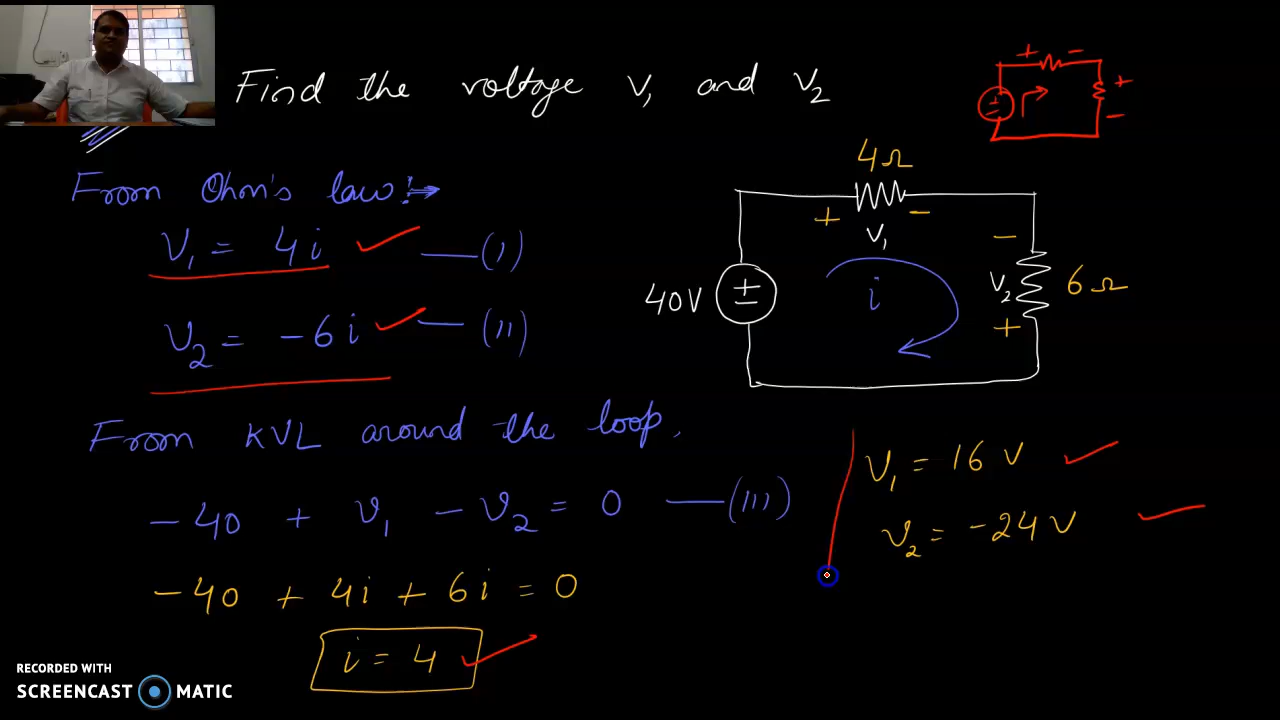 Find the voltage V1 and V2
From Ohm's law:→
V1 = 4i —(I)
V2 = -6i —(II)
From KVL around the loop,
-40 + V1 - V2 = 0 —(III)
-40 + 4i + 6i = 0
i = 4
+ -
+
-
±
4Ω
+ -
V1
-
40V
±
i
V2
6Ω
+
V1 = 16 V
V2 = -24 V
RECORDED WITH
SCREENCAST MATIC